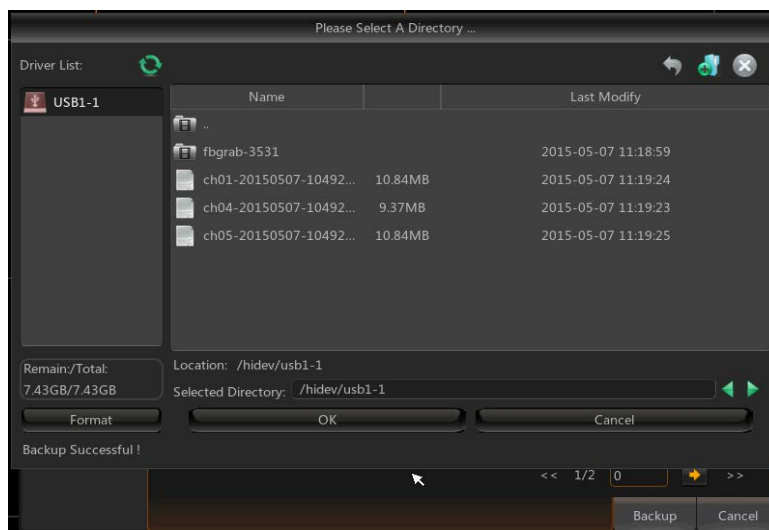 Please Select A Directory ...
Driver List:
USB1-1
Name Last Modify
..
fbgrab-3531 2015-05-07 11:18:59
ch01-20150507-10492... 10.84MB 2015-05-07 11:19:24
ch04-20150507-10492... 9.37MB 2015-05-07 11:19:23
ch05-20150507-10492... 10.84MB 2015-05-07 11:19:25
Remain:/Total:
7.43GB/7.43GB
Location: /hidev/usb1-1
Selected Directory: /hidev/usb1-1
Format OK Cancel
Backup Successful !
<< 1/2 0 >>
Backup Cancel